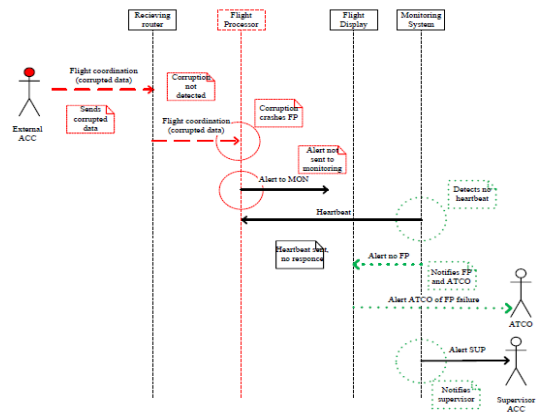 Recieving
router
Flight
Processor
Flight
Display
Monitoring
System
Flight coordination
(corrupted data)
Corruption
not
detected
External
ACC
Sends
corrupted
data
Flight coordination
(corrupted data)
Corruption
crashes FP
Alert not
sent to
monitoring
Alert to MON
Detects no
heartbeat
Heartbeat
Heartbeat sent,
no responce
Alert no FP
Notifies FP
and ATCO
Alert ATCO of FP failure
ATCO
Alert SUP
Notifies
supervisor
Supervisor
ACC